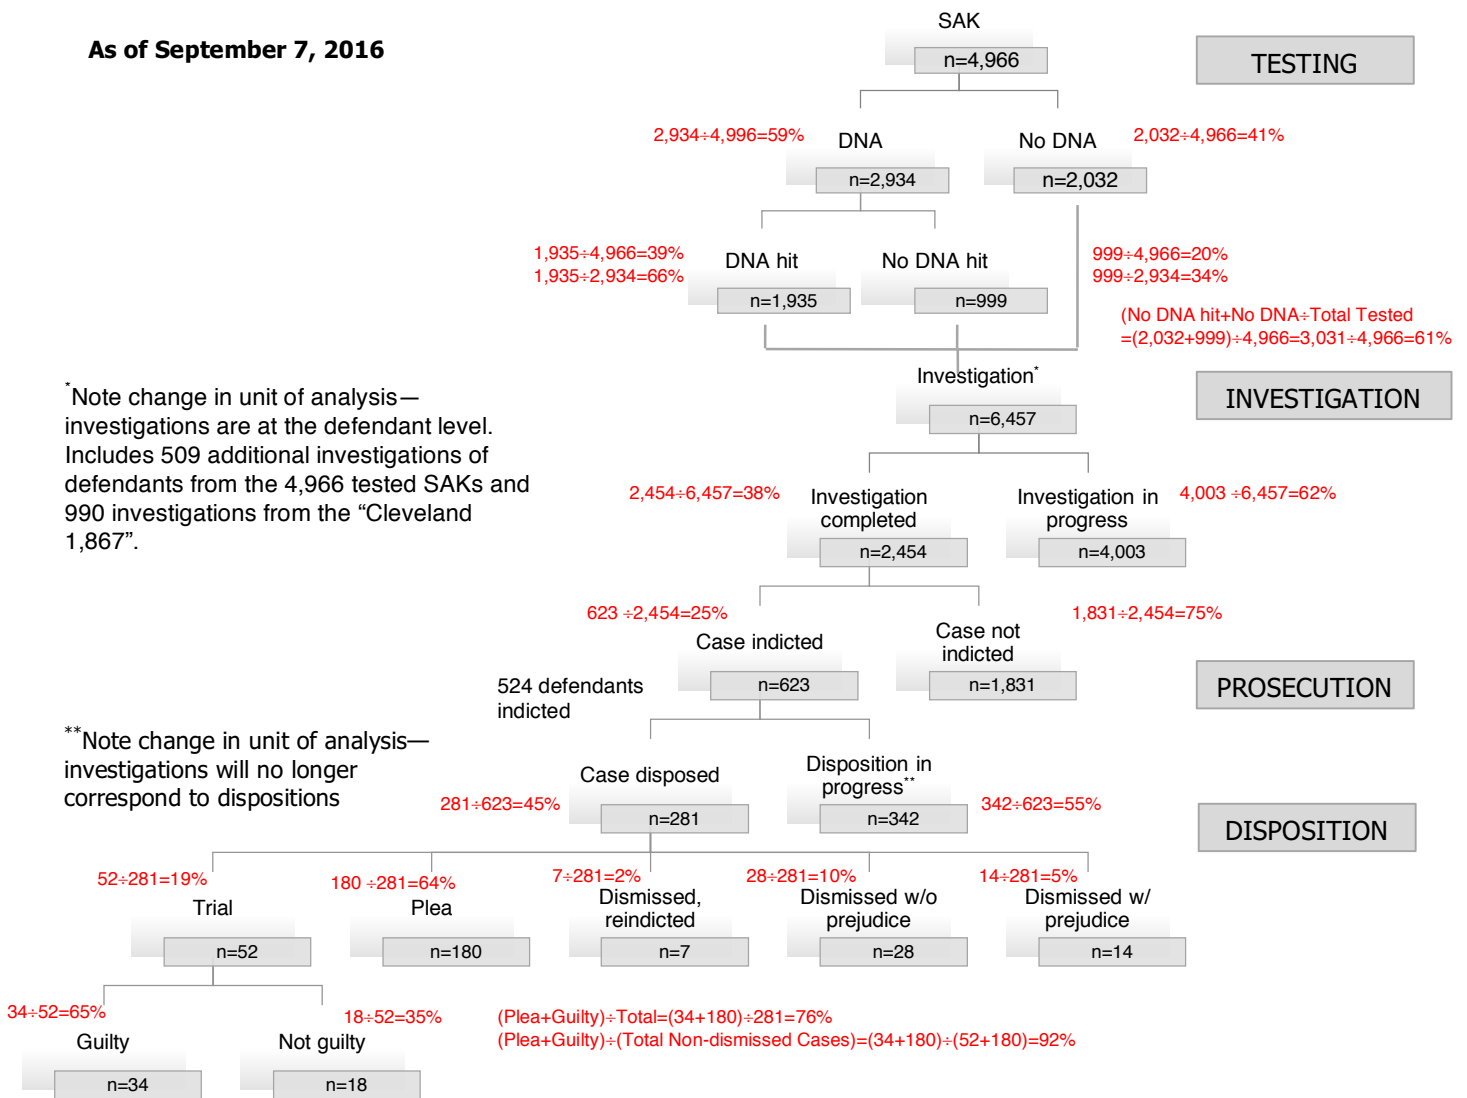 As of September 7, 2016
SAK
n=4,966
TESTING
2,934÷4,996=59%
DNA
n=2,934
No DNA
n=2,032
2,032÷4,966=41%
1,935÷4,966=39%
1,935÷2,934=66%
DNA hit
n=1,935
No DNA hit
n=999
999÷4,966=20%
999÷2,934=34%
(No DNA hit+No DNA÷Total Tested
=(2,032+999)÷4,966=3,031÷4,966=61%
*Note change in unit of analysis—
investigations are at the defendant level.
Includes 509 additional investigations of
defendants from the 4,966 tested SAKs and
990 investigations from the “Cleveland
1,867”.
Investigation*
n=6,457
INVESTIGATION
2,454÷6,457=38%
Investigation
completed
n=2,454
Investigation in
progress
n=4,003
4,003 ÷6,457=62%
623 ÷2,454=25%
Case indicted
n=623
Case not
indicted
n=1,831
1,831÷2,454=75%
524 defendants
indicted
PROSECUTION
**Note change in unit of analysis—
investigations will no longer
correspond to dispositions
281÷623=45%
Case disposed
n=281
Disposition in
progress**
n=342
342÷623=55%
DISPOSITION
52÷281=19%
Trial
n=52
180 ÷281=64%
Plea
n=180
7÷281=2%
Dismissed,
reindicted
n=7
28÷281=10%
Dismissed w/o
prejudice
n=28
14÷281=5%
Dismissed w/
prejudice
n=14
34÷52=65%
Guilty
n=34
18÷52=35%
Not guilty
n=18
(Plea+Guilty)÷Total=(34+180)÷281=76%
(Plea+Guilty)÷(Total Non-dismissed Cases)=(34+180)÷(52+180)=92%